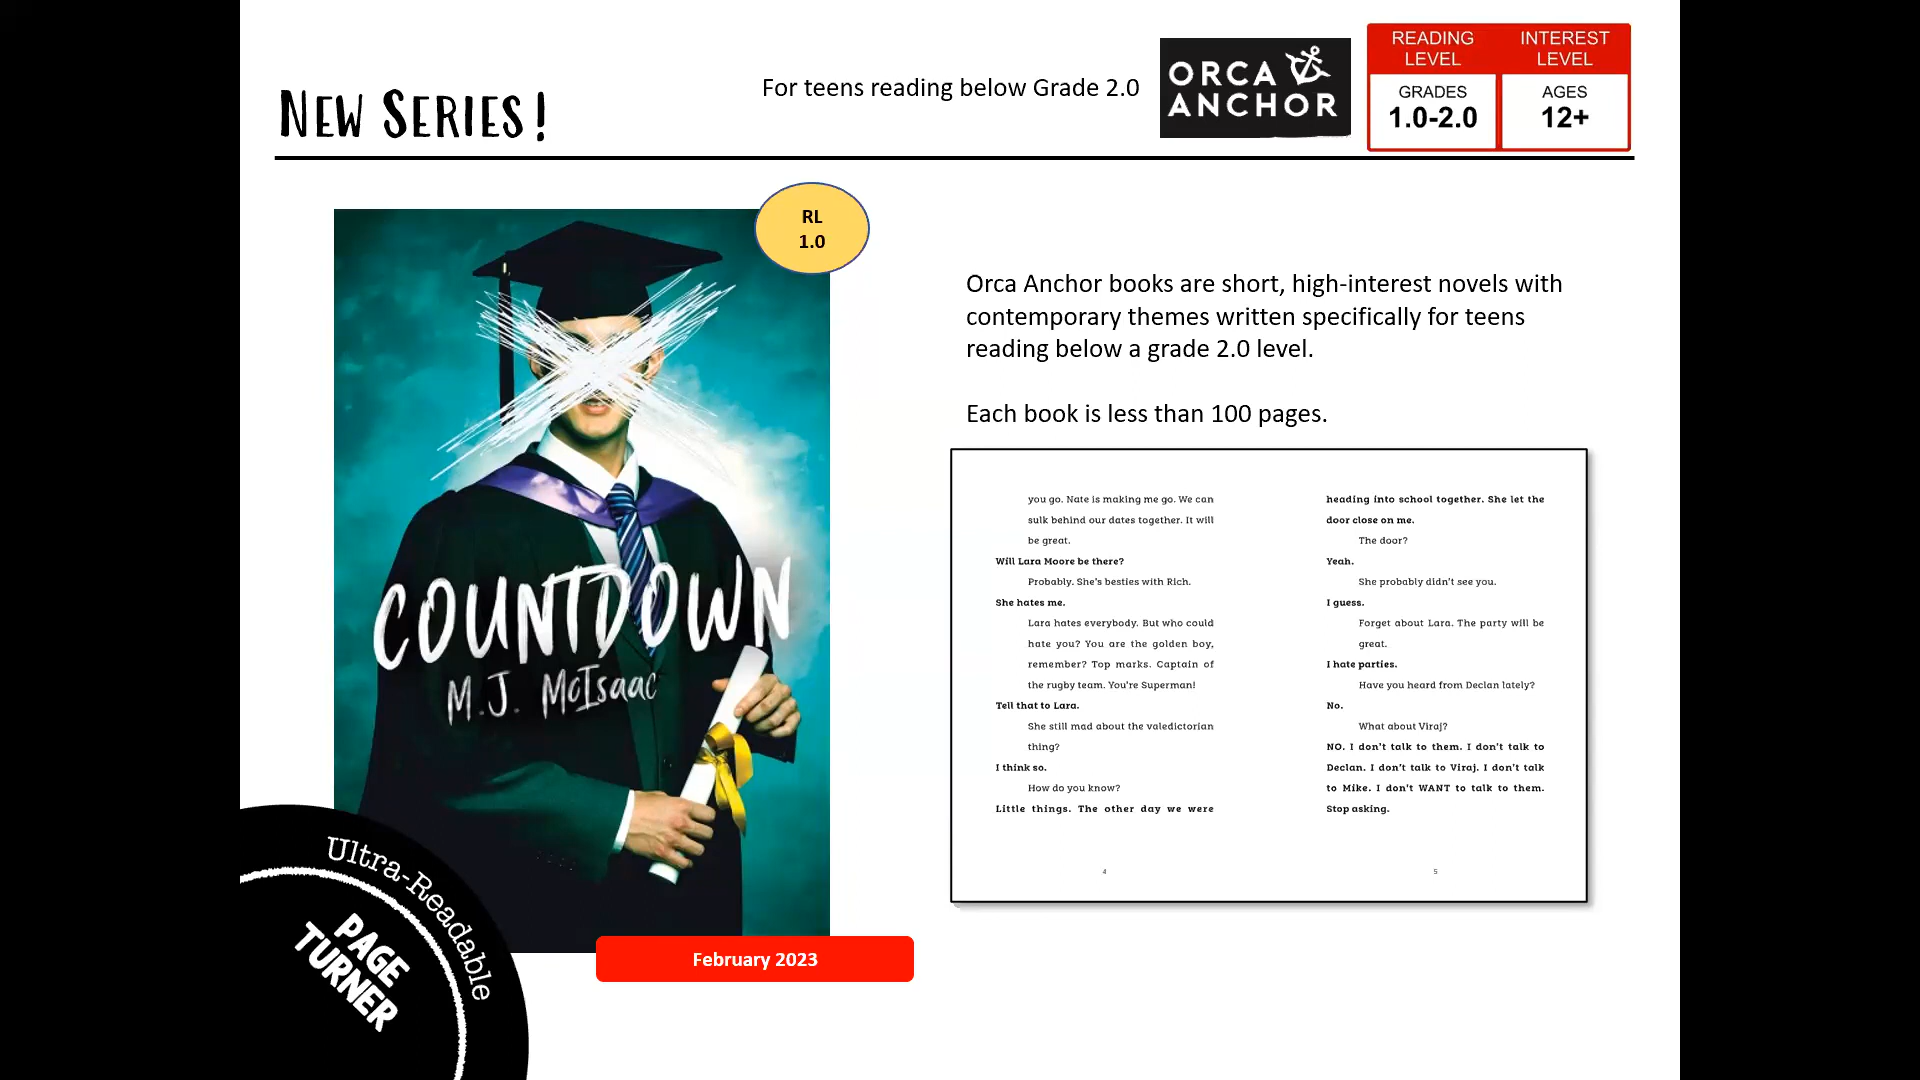 NEW SERIES!
For teens reading below Grade 2.0
ORCA
ANCHOR
READING
LEVEL
GRADES
1.0-2.0
INTEREST
LEVEL
AGES
12+
RL
1.0
COUNTDOWN
M.J. McIsaac
Ultra-Readable
PAGE
TURNER
February 2023
Orca Anchor books are short, high-interest novels with
contemporary themes written specifically for teens
reading below a grade 2.0 level.
Each book is less than 100 pages.
you go. Nate is making me go. We can
sulk behind our dates together. It will
be great.
Will Lara Moore be there?
Probably. She's besties with Rich.
She hates me.
Lara hates everybody. But who could
hate you? You are the golden boy,
remember? Top marks. Captain of
the rugby team. You're Superman!
Tell that to Lara.
She still mad about the valedictorian
thing?
I think so.
How do you know?
Little things. The other day we were
4
heading into school together. She let the
door close on me.
The door?
Yeah.
She probably didn't see you.
I guess.
Forget about Lara. The party will be
great.
I hate parties.
Have you heard from Declan lately?
No.
What about Viraj?
NO. I don't talk to them. I don't talk to
Declan. I don't talk to Viraj. I don't talk
to Mike. I don't WANT to talk to them.
Stop asking.
5